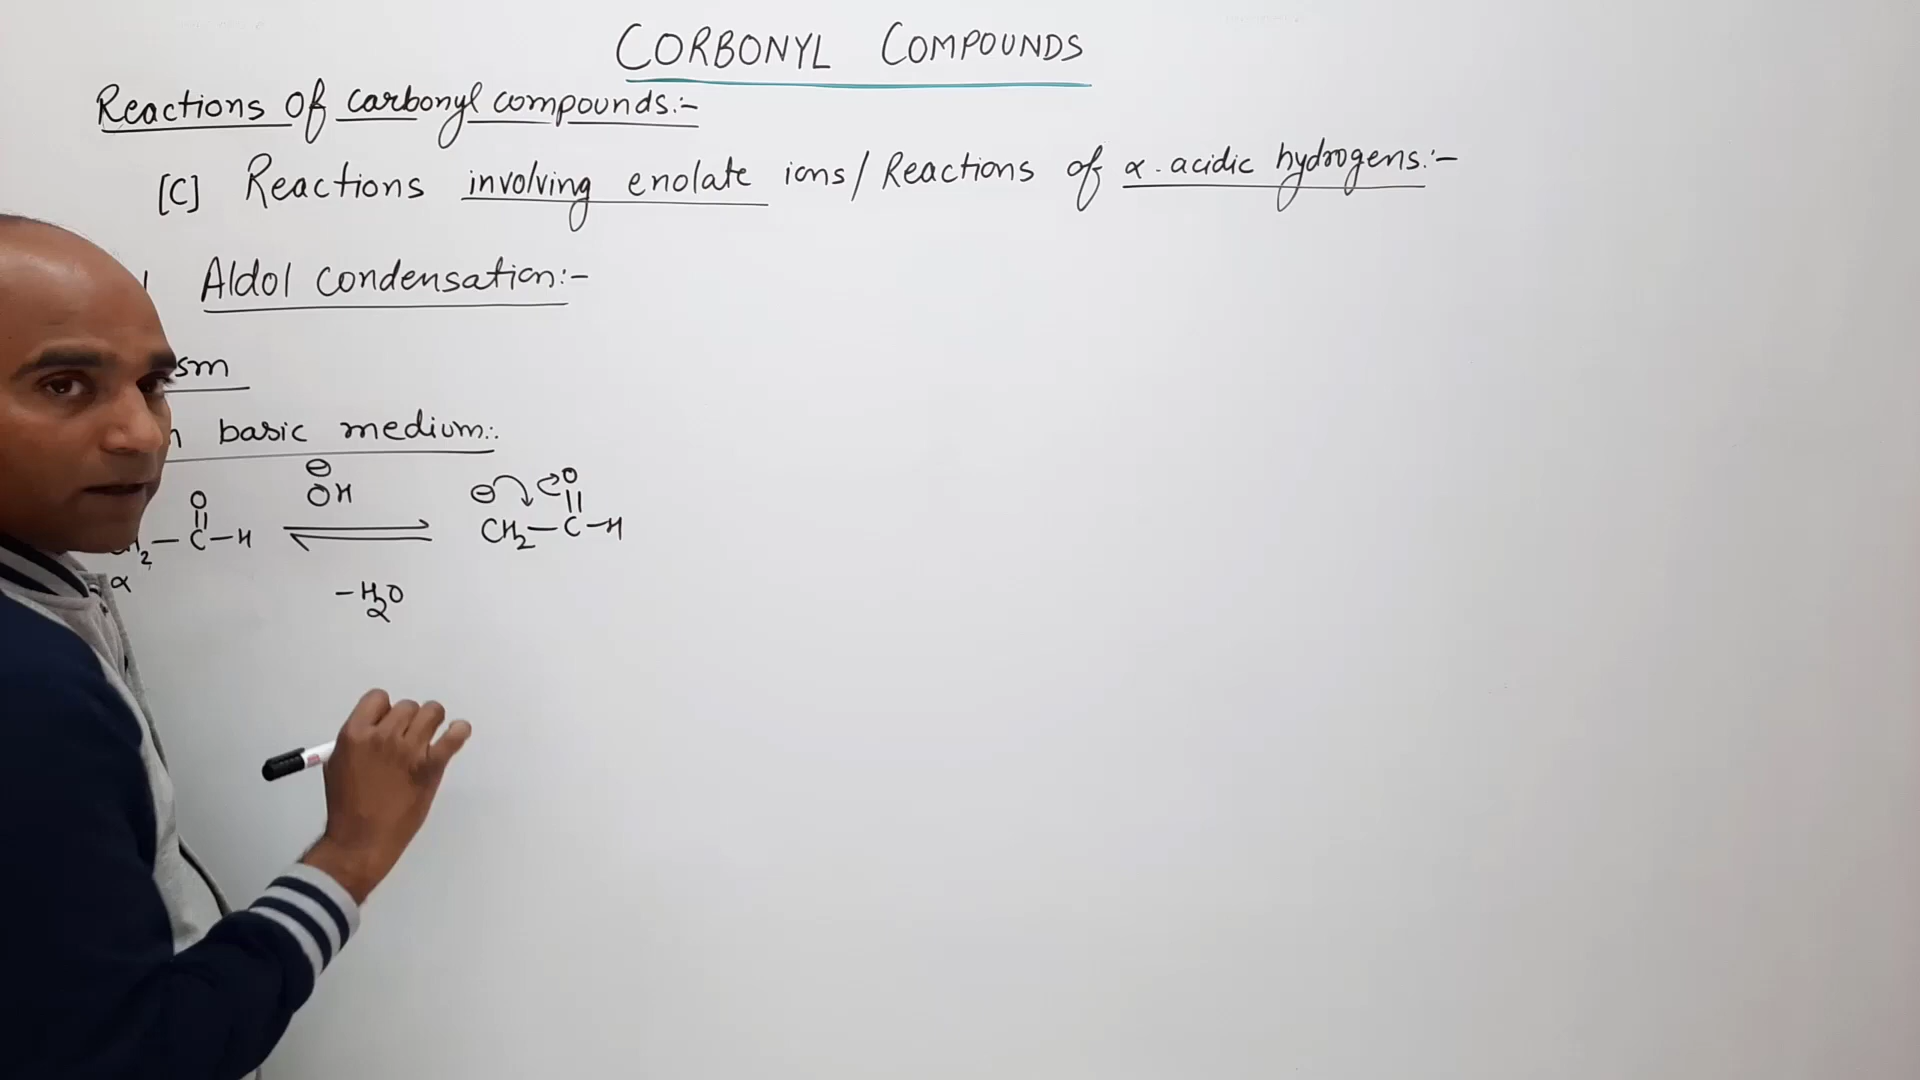 CORBONYL COMPOUNDS
Reactions Of carbonyl compounds:-
[C] Reactions involving enolate ions/Reactions of α.acidic hydrogens:-
Aldol condensation:-
sm
n basic medium:
⊖ ⊖ O
O OH O
2 — C — H ⇌ CH2 — C — H
α -H2O